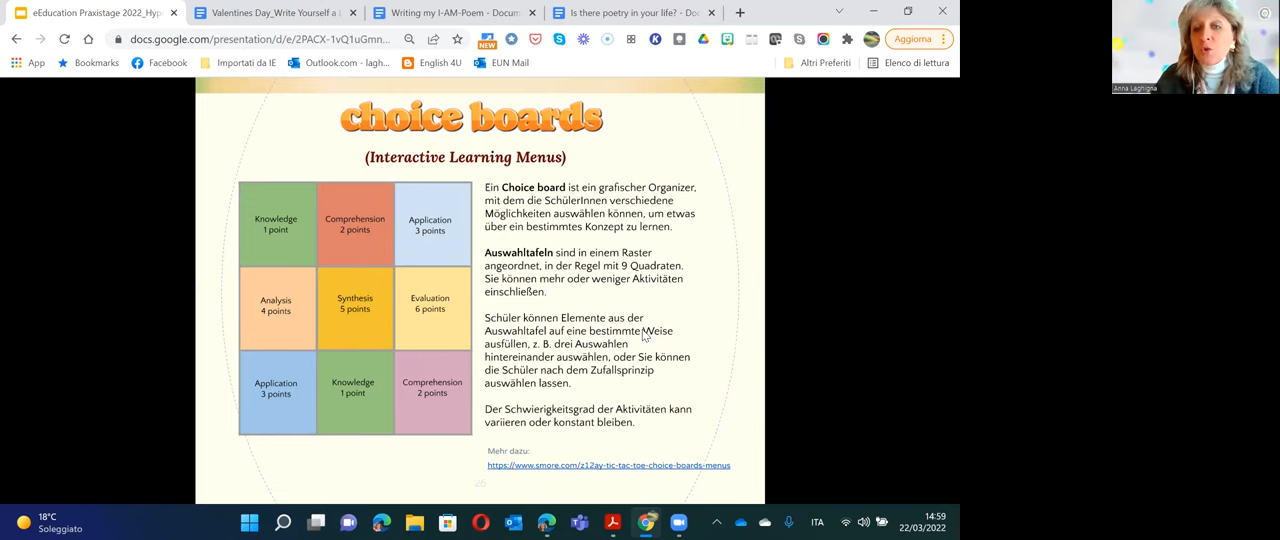 eEducation Praxistage 2022_Hyp
Valentines Day_Write Yourself a L
Writing my I-AM-Poem - Docum
Is there poetry in your life? - Doc
docs.google.com/presentation/d/e/2PACX-1vQ1uGmn...
NEW
Aggiorna
App
Bookmarks
Facebook
Importati da IE
Outlook.com - lagh...
English 4U
EUN Mail
Altri Preferiti
Elenco di lettura
Anna Laghigna
choice boards
(Interactive Learning Menus)
Knowledge
1 point
Comprehension
2 points
Application
3 points
Analysis
4 points
Synthesis
5 points
Evaluation
6 points
Application
3 points
Knowledge
1 point
Comprehension
2 points
Ein Choice board ist ein grafischer Organizer,
mit dem die SchülerInnen verschiedene
Möglichkeiten auswählen können, um etwas
über ein bestimmtes Konzept zu lernen.
Auswahltafeln sind in einem Raster
angeordnet, in der Regel mit 9 Quadraten.
Sie können mehr oder weniger Aktivitäten
einschließen.
Schüler können Elemente aus der
Auswahltafel auf eine bestimmte Weise
ausfüllen, z. B. drei Auswahlen
hintereinander auswählen, oder Sie können
die Schüler nach dem Zufallsprinzip
auswählen lassen.
Der Schwierigkeitsgrad der Aktivitäten kann
variieren oder konstant bleiben.
Mehr dazu:
https://www.smore.com/z12ay-tic-tac-toe-choice-boards-menus
26
18°C
Soleggiato
ITA
14:59
22/03/2022